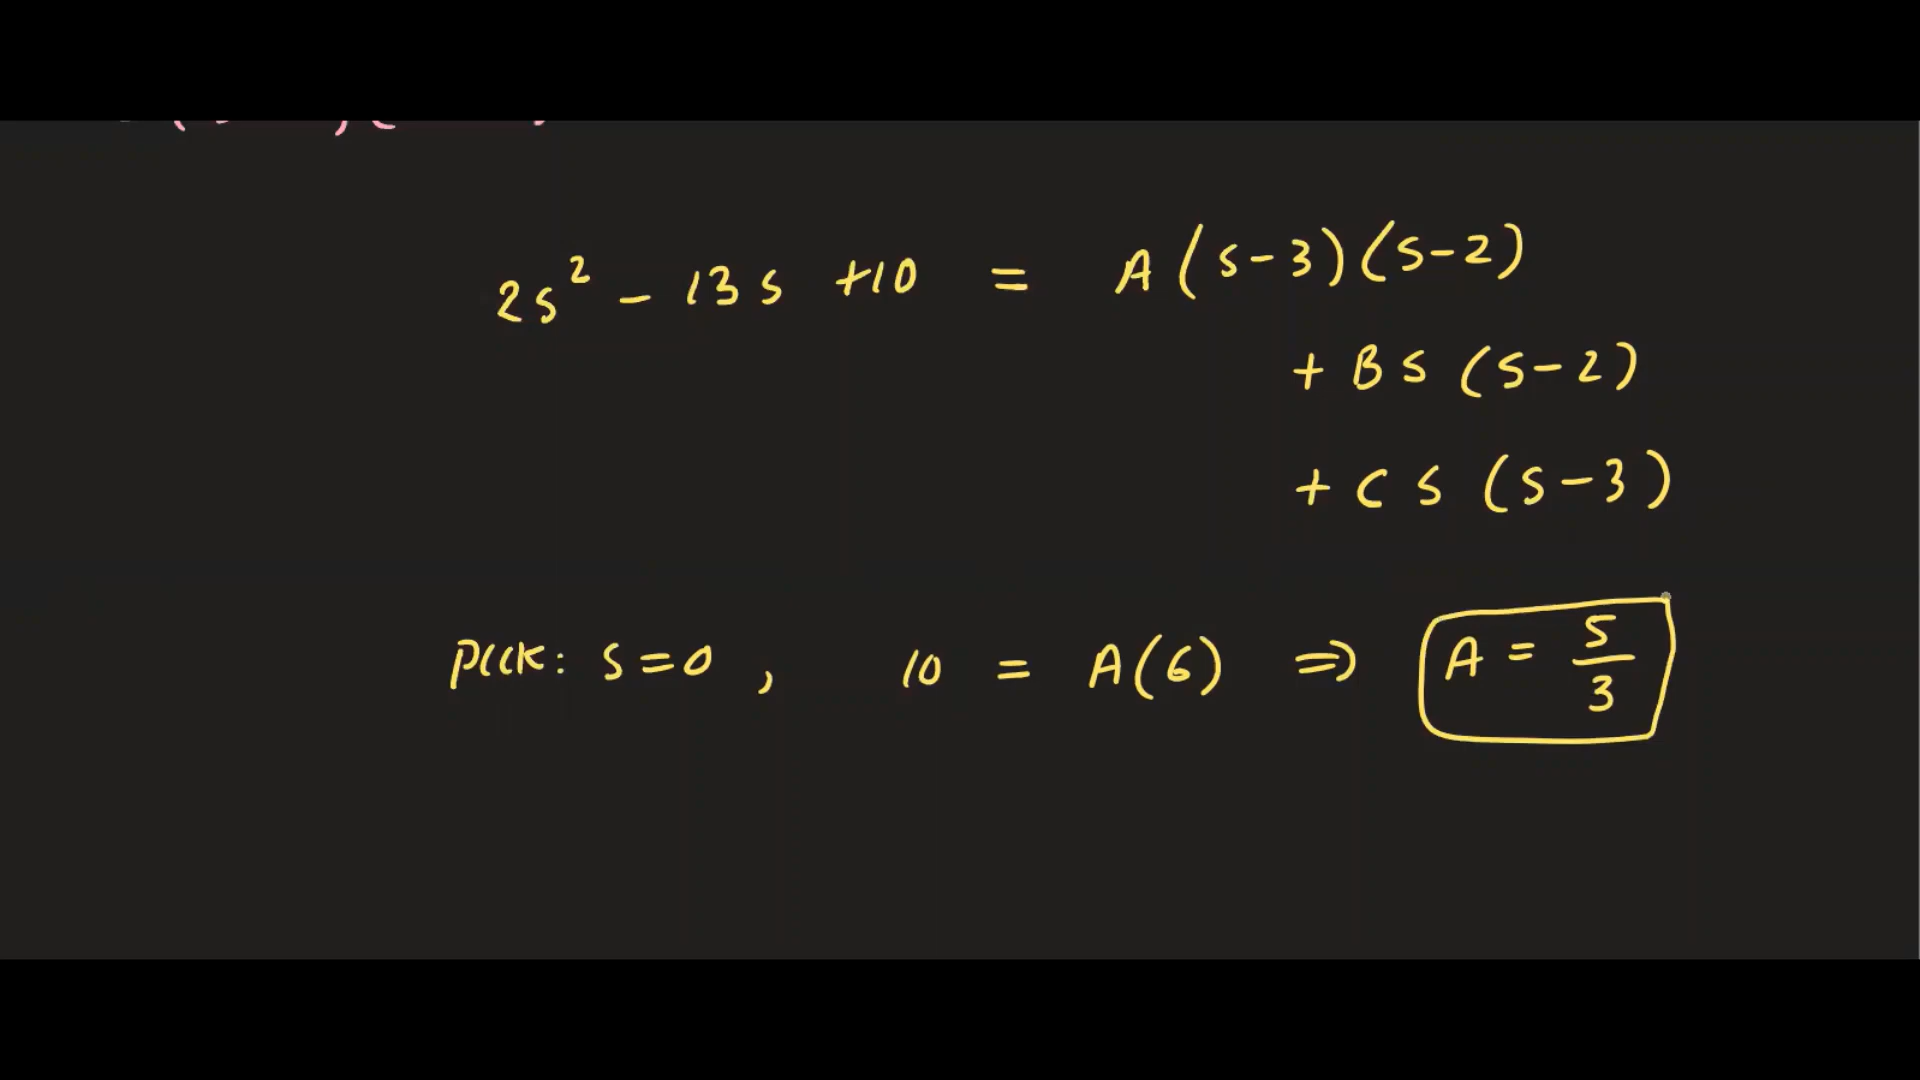 2s² - 13s +10 = A(s-3)(s-2)
+ Bs (s-2)
+ Cs (s-3)
Pick: s=0, 10 = A(6) ⇒ A = 5/3